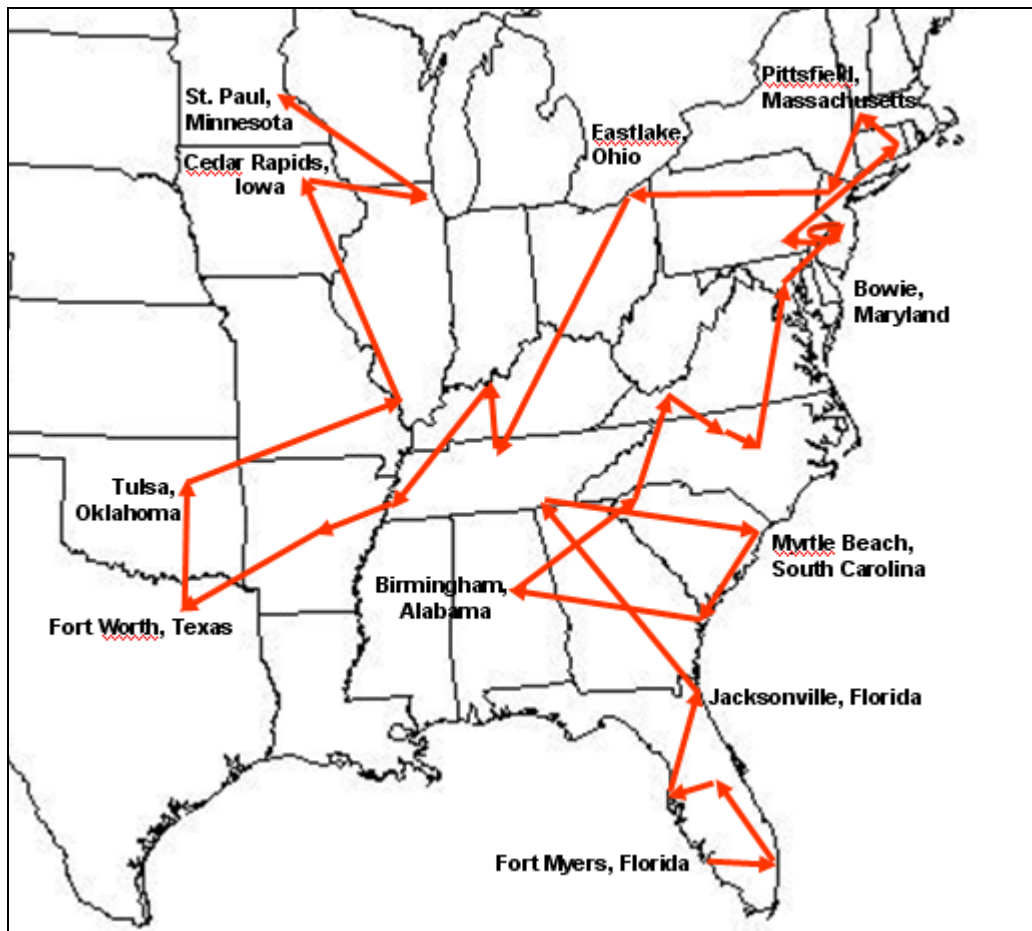 Pittsfield,
Massachusetts
St. Paul,
Minnesota
Eastlake,
Ohio
Cedar Rapids,
Iowa
Bowie,
Maryland
Tulsa,
Oklahoma
Myrtle Beach,
South Carolina
Birmingham,
Alabama
Fort Worth, Texas
Jacksonville, Florida
Fort Myers, Florida